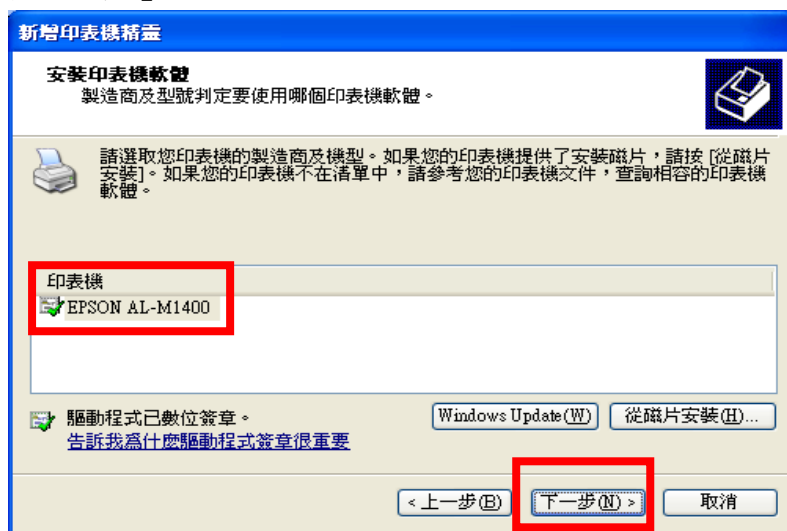 新增印表機精靈
安裝印表機軟體
製造商及型號判定要使用哪個印表機軟體。
請選取您印表機的製造商及機型。如果您的印表機提供了安裝磁片，請按 [從磁片
安裝]。如果您的印表機不在清單中，請參考您的印表機文件，查詢相容的印表機
軟體。
印表機
EPSON AL-M1400
驅動程式已數位簽章。
告訴我為什麼驅動程式簽章很重要
Windows Update(W)
從磁片安裝(H)...
<上一步(B)
下一步(N) >
取消